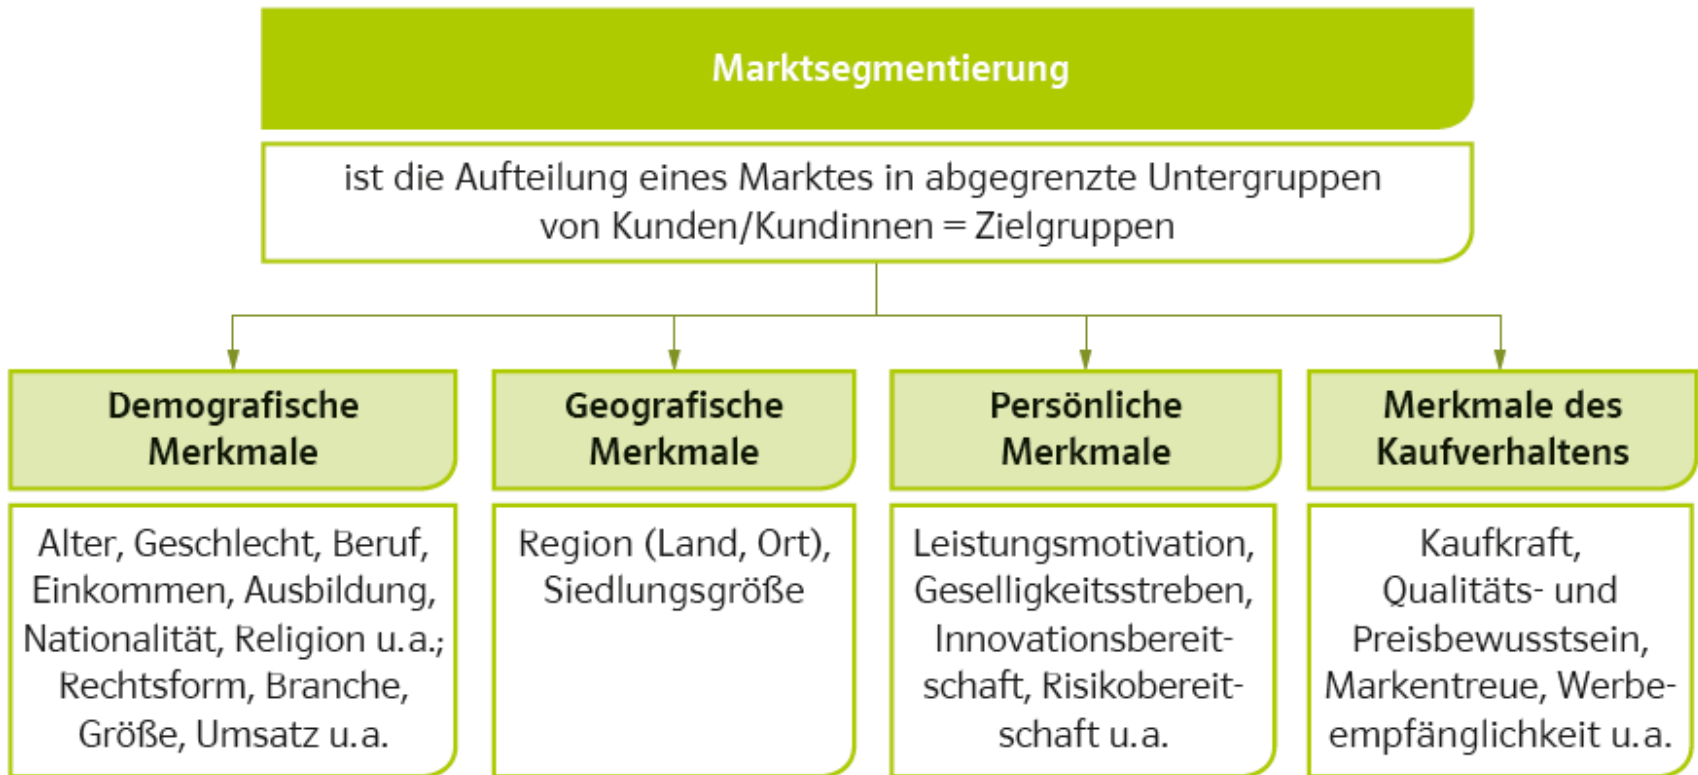 Marktsegmentierung
ist die Aufteilung eines Marktes in abgegrenzte Untergruppen
von Kunden/Kundinnen = Zielgruppen
Demografische
Merkmale
Alter, Geschlecht, Beruf,
Einkommen, Ausbildung,
Nationalität, Religion u. a.;
Rechtsform, Branche,
Größe, Umsatz u. a.
Geografische
Merkmale
Region (Land, Ort),
Siedlungsgröße
Persönliche
Merkmale
Leistungsmotivation,
Geselligkeitsstreben,
Innovationsbereit-
schaft, Risikobereit-
schaft u. a.
Merkmale des
Kaufverhaltens
Kaufkraft,
Qualitäts- und
Preisbewusstsein,
Markentreue, Werbe-
empfänglichkeit u. a.